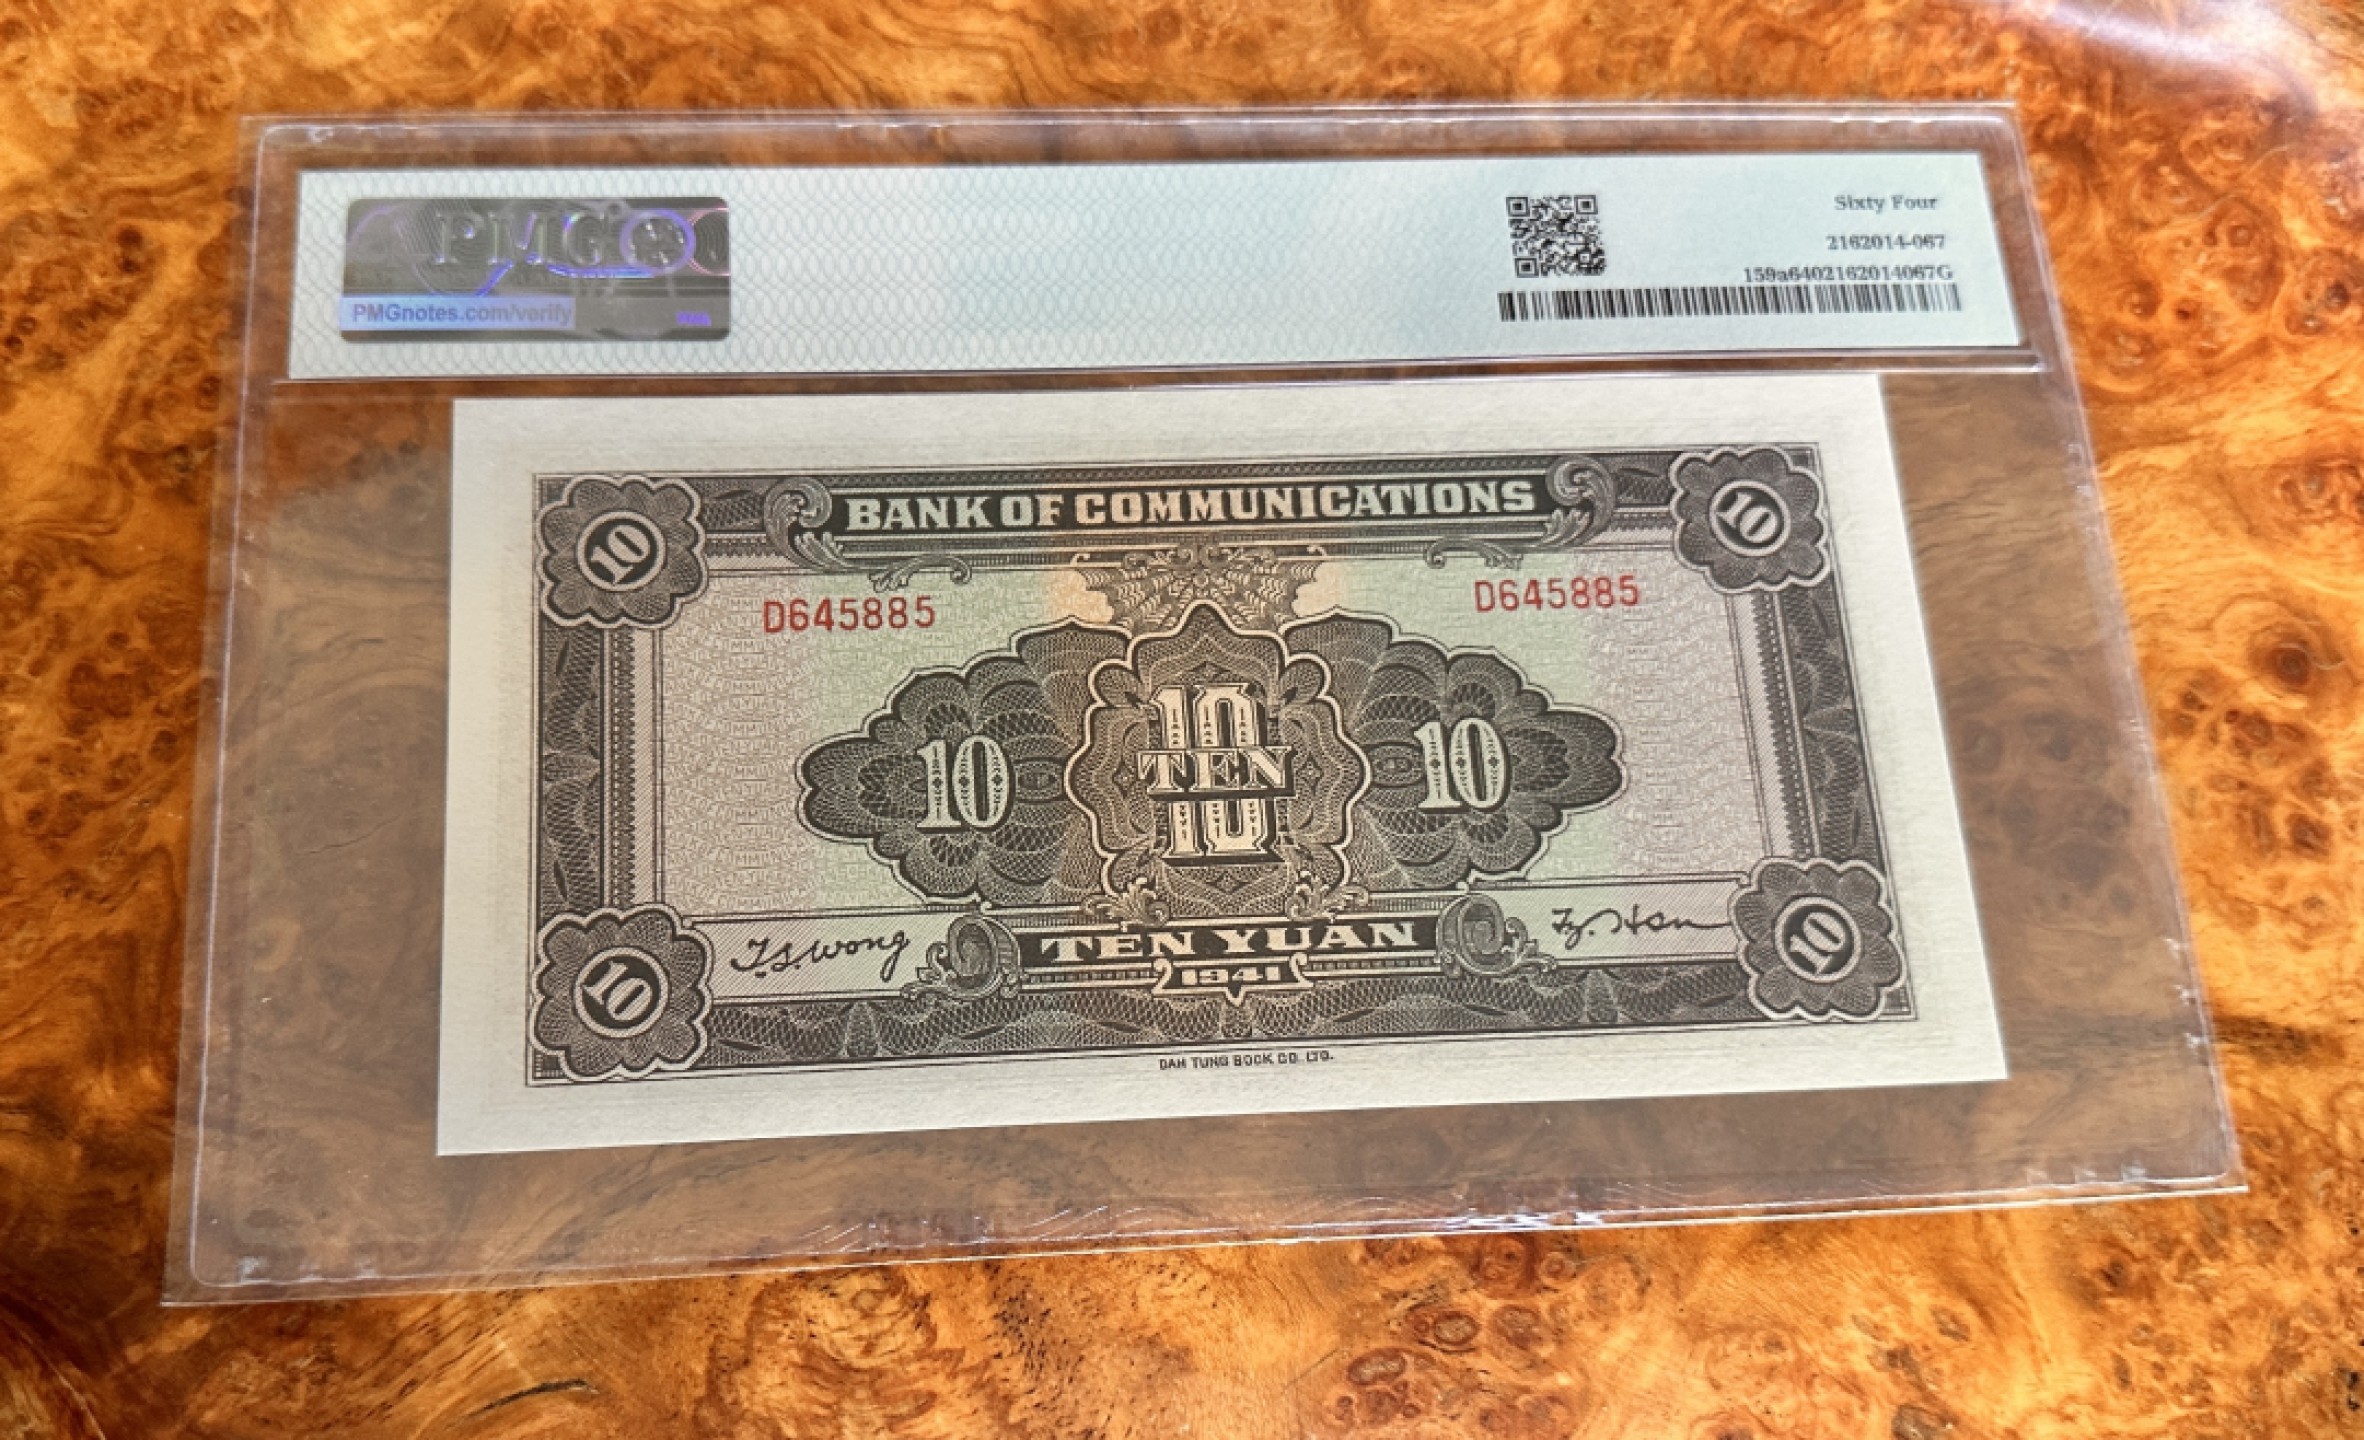 PMG
PMGnotes.com/verify
Sixty Four
2162014-067
159a6402162014067G
10
BANK OF COMMUNICATIONS
10
D645885
D645885
10
10
TEN
10
10
T.S. Wong
TEN YUAN
1941
10
10
DAH TUNG BOOK CO. LTD.